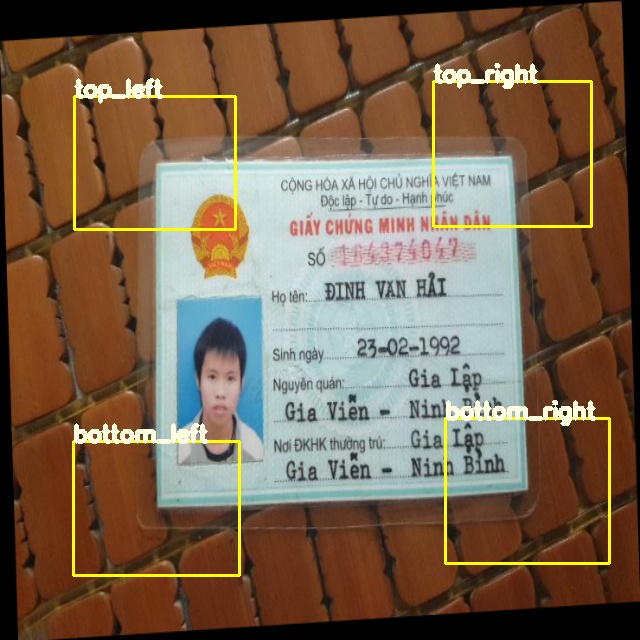 top_left
top_right
CỘNG HÒA XÃ HỘI CHỦ NGHĨA VIỆT NAM
Độc lập - Tự do - Hạnh phúc
GIẤY CHỨNG MINH NHÂN DÂN
SỐ 164374047
Họ tên: ĐINH VAN HẢI
Sinh ngày 23-02-1992
Nguyên quán: Gia Lập
Gia Viễn - Ninh Bình
bottom_left
bottom_right
Nơi ĐKHK thường trú: Gia Lập
Gia Viễn - Ninh Bình